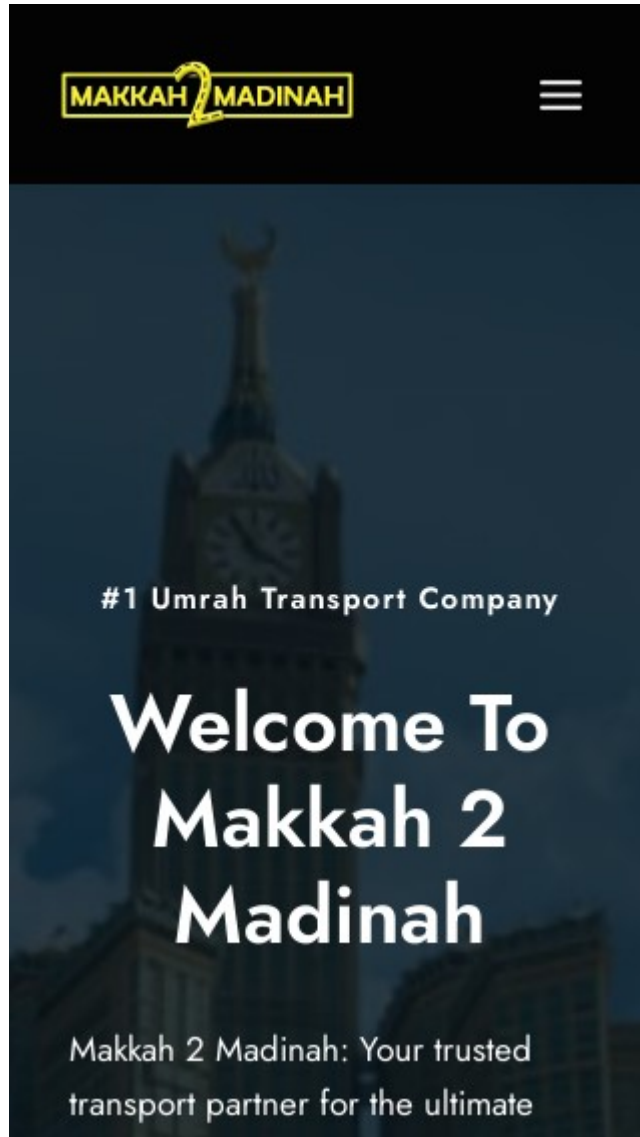 MAKKAH 2 MADINAH
#1 Umrah Transport Company
Welcome To
Makkah 2
Madinah
Makkah 2 Madinah: Your trusted
transport partner for the ultimate